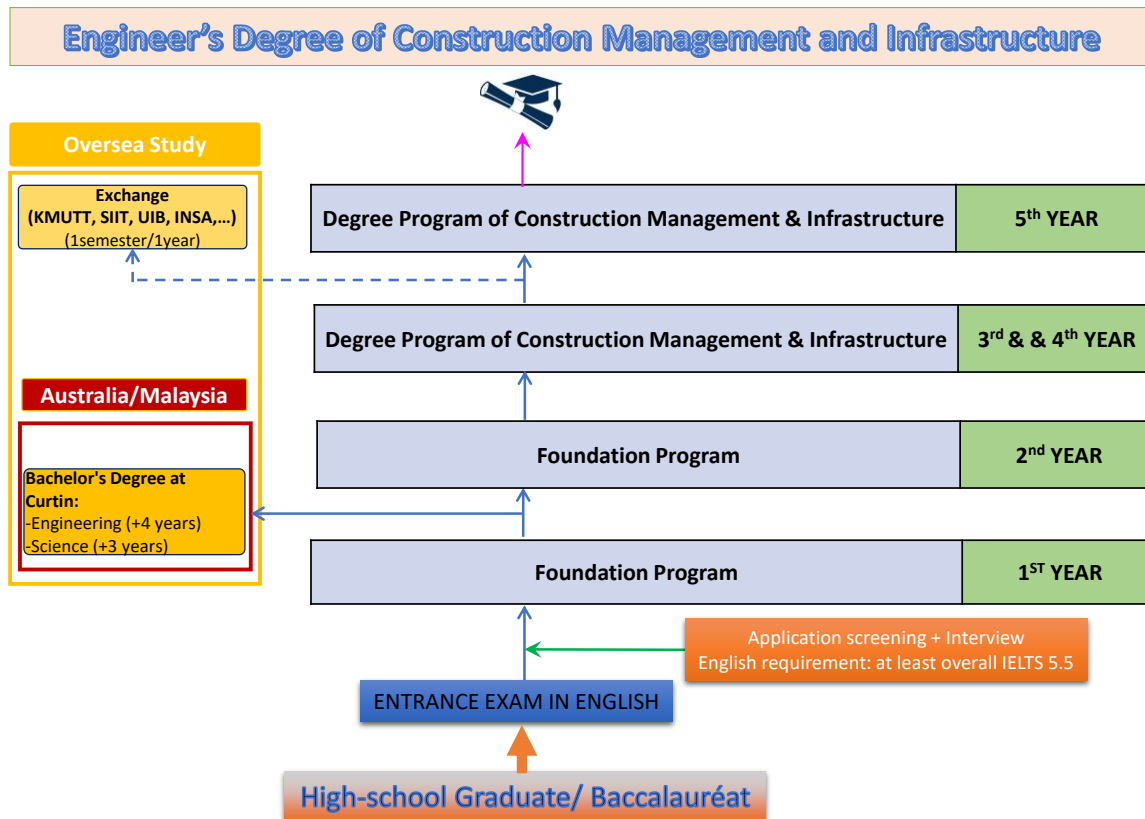 Engineer's Degree of Construction Management and Infrastructure
Oversea Study
Exchange
(KMUTT, SIIT, UIB, INSA,...)
(1semester/1year)
Degree Program of Construction Management & Infrastructure
5th YEAR
Degree Program of Construction Management & Infrastructure
3rd & & 4th YEAR
Australia/Malaysia
Foundation Program
2nd YEAR
Bachelor's Degree at
Curtin:
-Engineering (+4 years)
-Science (+3 years)
Foundation Program
1ST YEAR
Application screening + Interview
English requirement: at least overall IELTS 5.5
ENTRANCE EXAM IN ENGLISH
High-school Graduate/ Baccalauréat